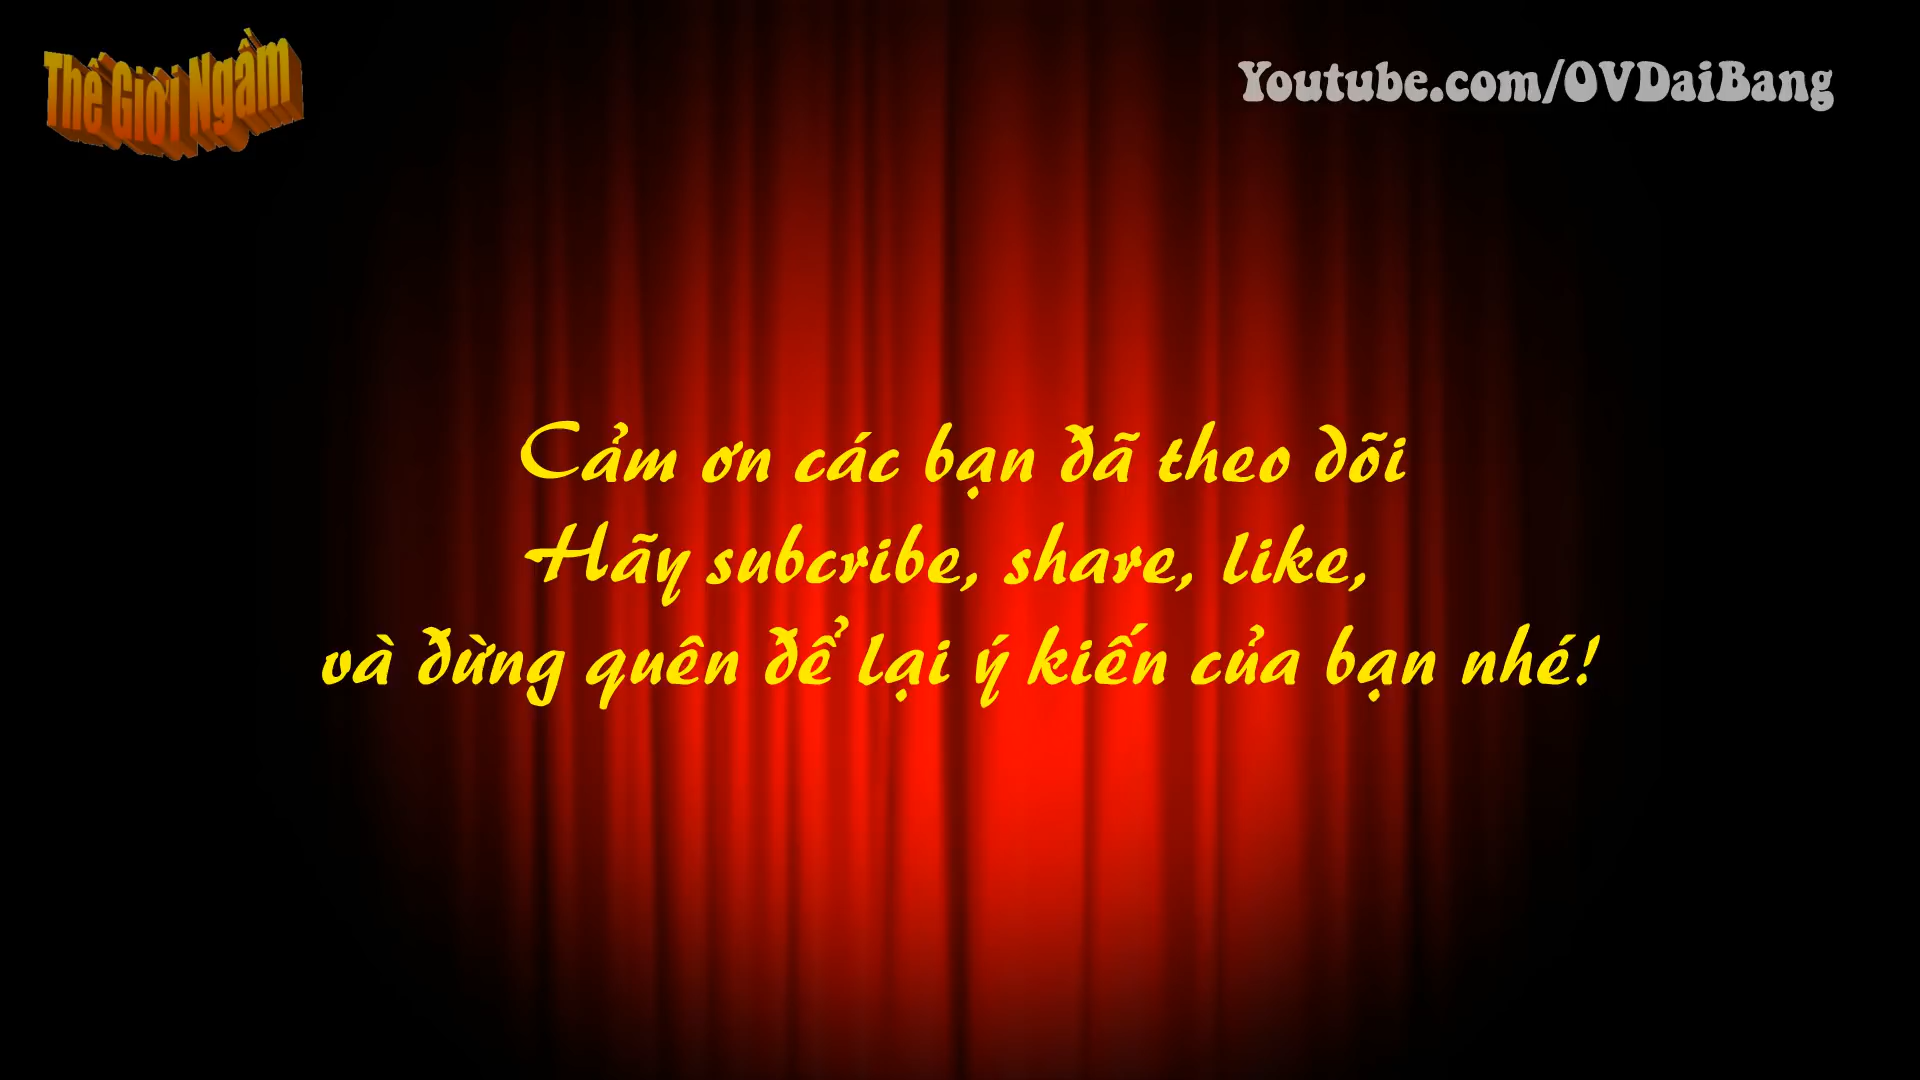 Thế Giới Ngầm
Youtube.com/OVDaiBang
Cảm ơn các bạn đã theo dõi
Hãy subcribe, share, like,
và đừng quên để lại ý kiến của bạn nhé!